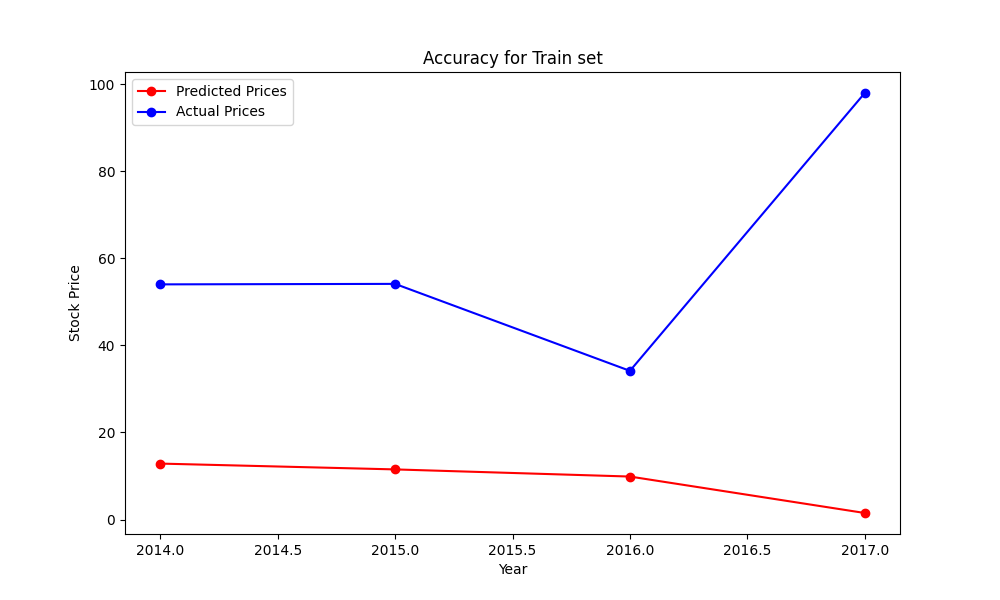 Accuracy for Train set
Predicted Prices
Actual Prices
Stock Price
100
80
60
40
20
0
2014.0 2014.5 2015.0 2015.5 2016.0 2016.5 2017.0
Year